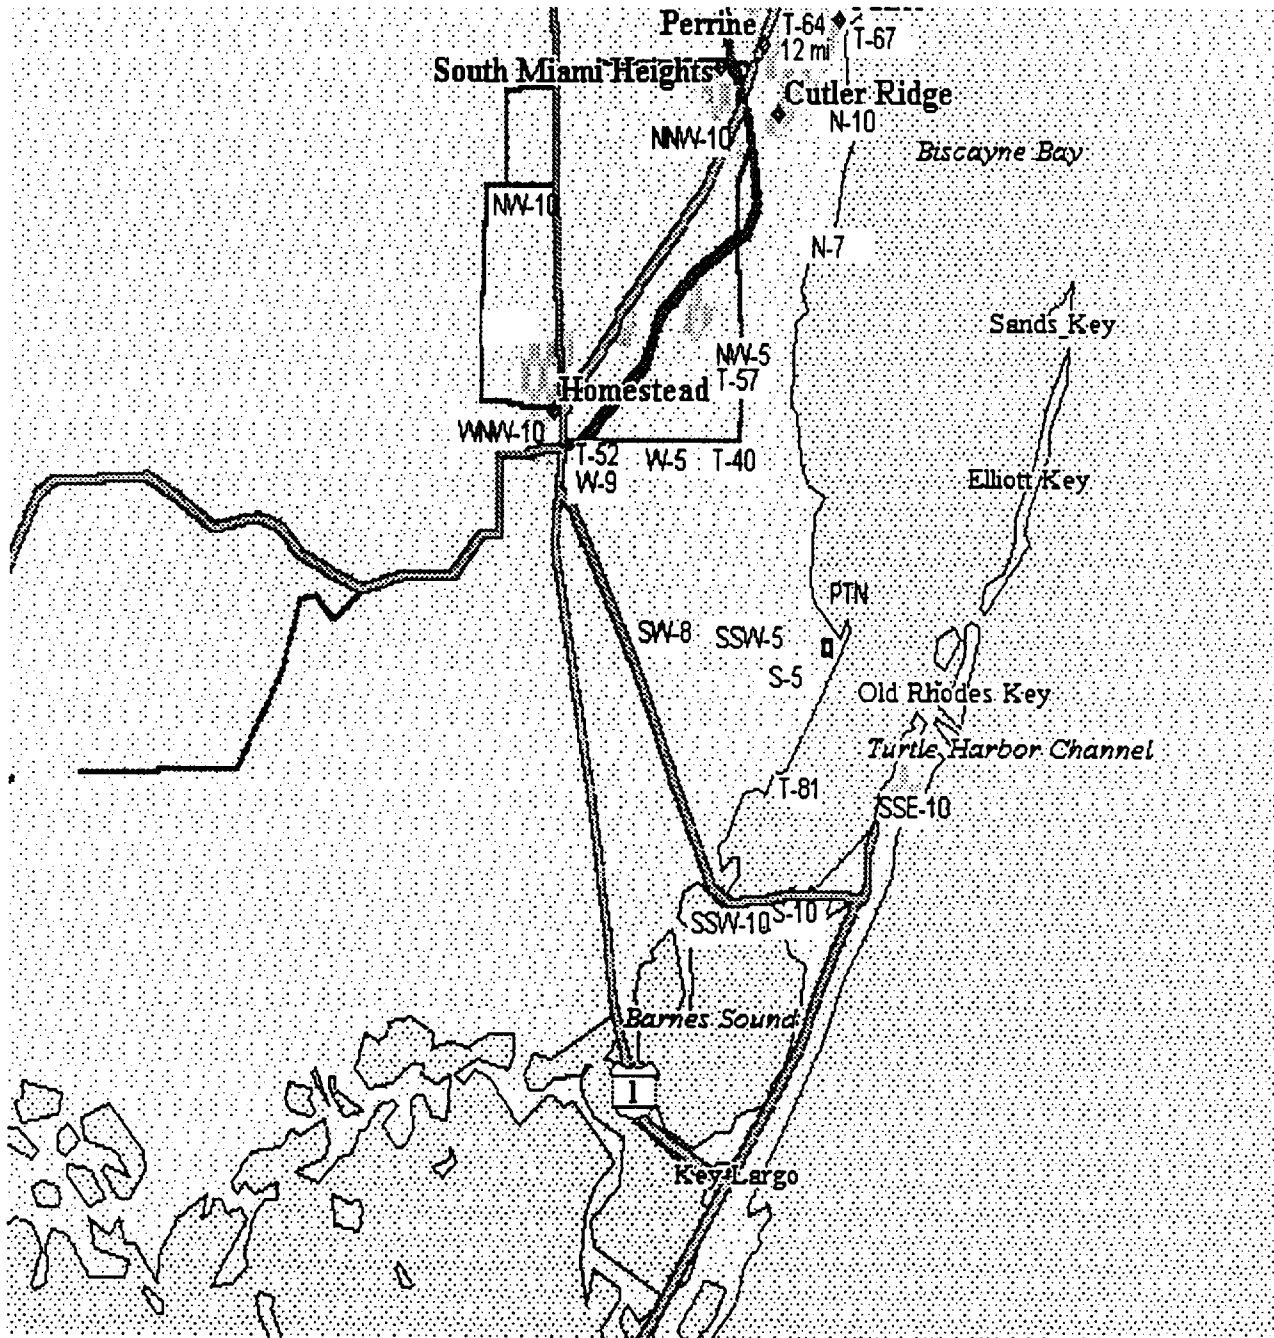 Perrine
T-64
12 mi
T-67
South Miami Heights
Cutler Ridge
N-10
NNW-10
Biscayne Bay
NW-10
N-7
Sands Key
NW-5
T-57
Homestead
WNW-10
T-52
W-9
W-5
T-40
Elliott Key
PTN
SW-8
SSW-5
S-5
Old Rhodes Key
Turtle Harbor Channel
T-81
SSE-10
S-10
SSW-10
Barnes Sound
1
Key Largo